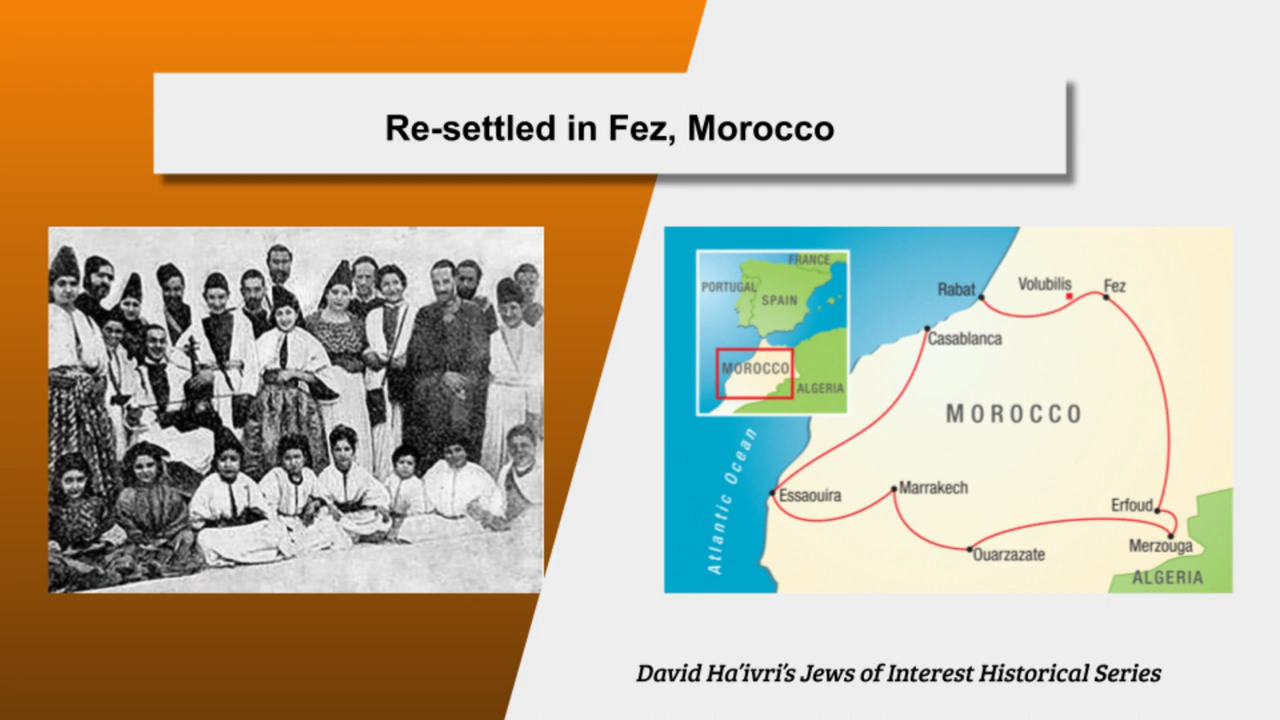 Re-settled in Fez, Morocco
FRANCE
PORTUGAL
SPAIN
MOROCCO
ALGERIA
Rabat
Volubilis
Fez
Casablanca
MOROCCO
Atlantic Ocean
Essaouira
Marrakech
Ouarzazate
Erfoud
Merzouga
ALGERIA
David Ha'ivri's Jews of Interest Historical Series